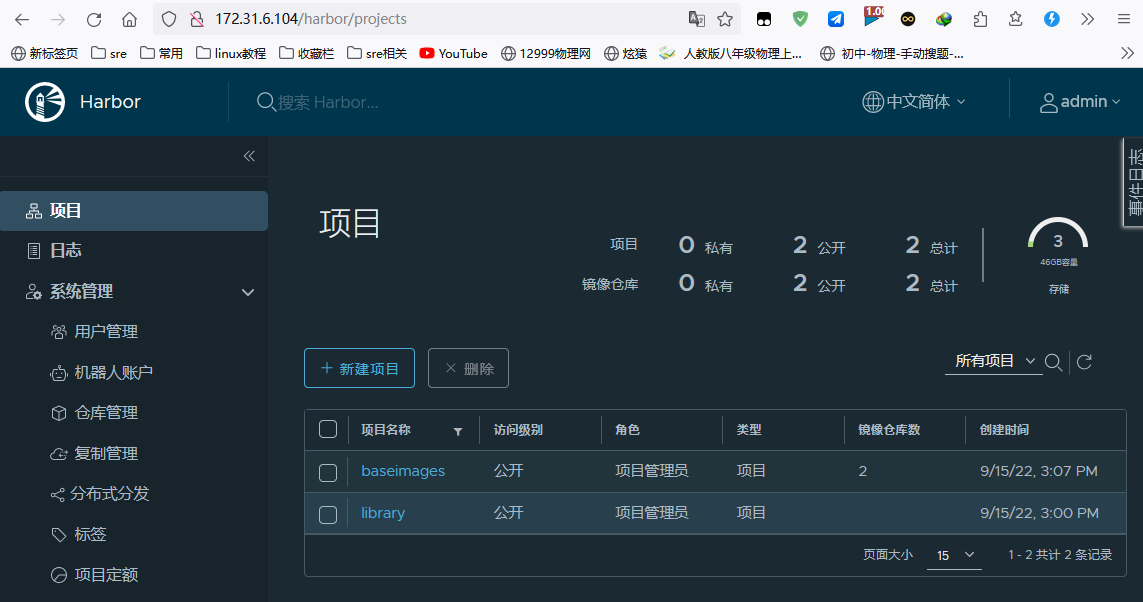 172.31.6.104/harbor/projects
1.00
新标签页 sre 常用 linux教程 收藏栏 sre相关 YouTube 12999物理网 炫猿 人教版八年级物理上... 初中-物理-手动搜题-...
Harbor 搜索 Harbor... 中文简体 admin
事件日志
项目
日志
系统管理
用户管理
机器人账户
仓库管理
复制管理
分布式分发
标签
项目定额
项目
项目 0 私有 2 公开 2 总计
镜像仓库 0 私有 2 公开 2 总计
3
46GB容量
存储
新建项目 删除 所有项目
项目名称 访问级别 角色 类型 镜像仓库数 创建时间
baseimages 公开 项目管理员 项目 2 9/15/22, 3:07 PM
library 公开 项目管理员 项目 9/15/22, 3:00 PM
页面大小 15 1 - 2 共计 2 条记录